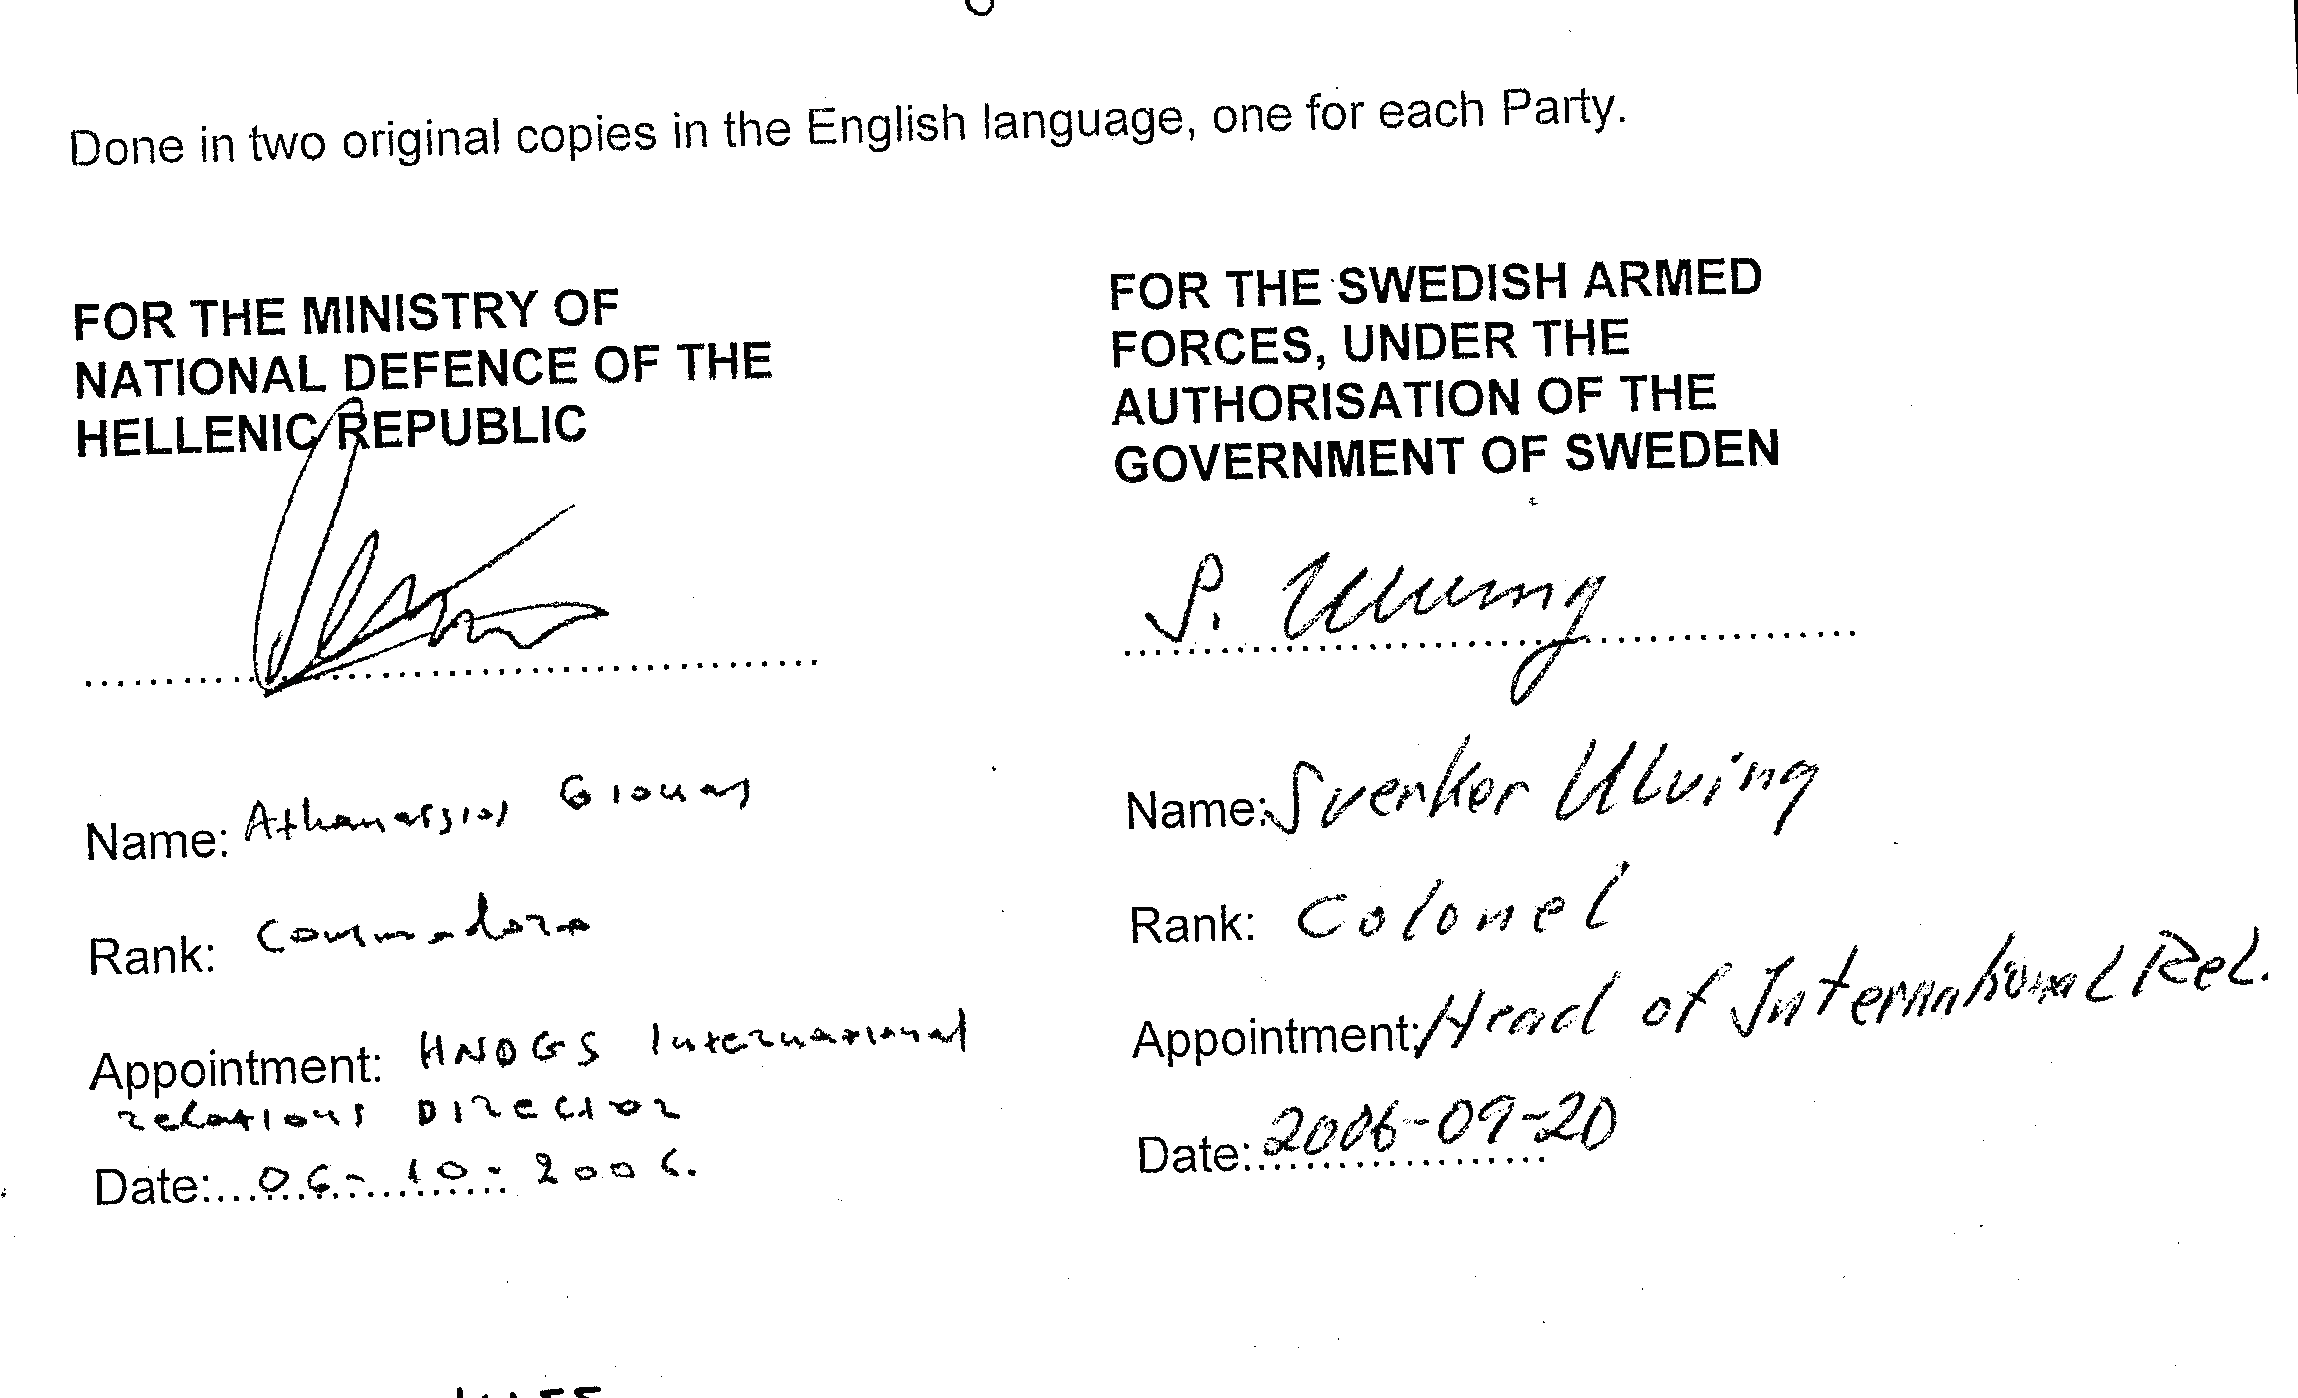 Done in two original copies in the English language, one for each Party.
FOR THE MINISTRY OF
NATIONAL DEFENCE OF THE
HELLENIC REPUBLIC
Name: Athanassios Gionas
Rank: Commodore
Appointment: HNDGS International
relations Director
Date:... 06-10-2006.
FOR THE SWEDISH ARMED
FORCES, UNDER THE
AUTHORISATION OF THE
GOVERNMENT OF SWEDEN
S. Ulving
Name: Sverker Ulving
Rank: Colonel
Appointment: Head of International Rel.
Date: 2006-09-20